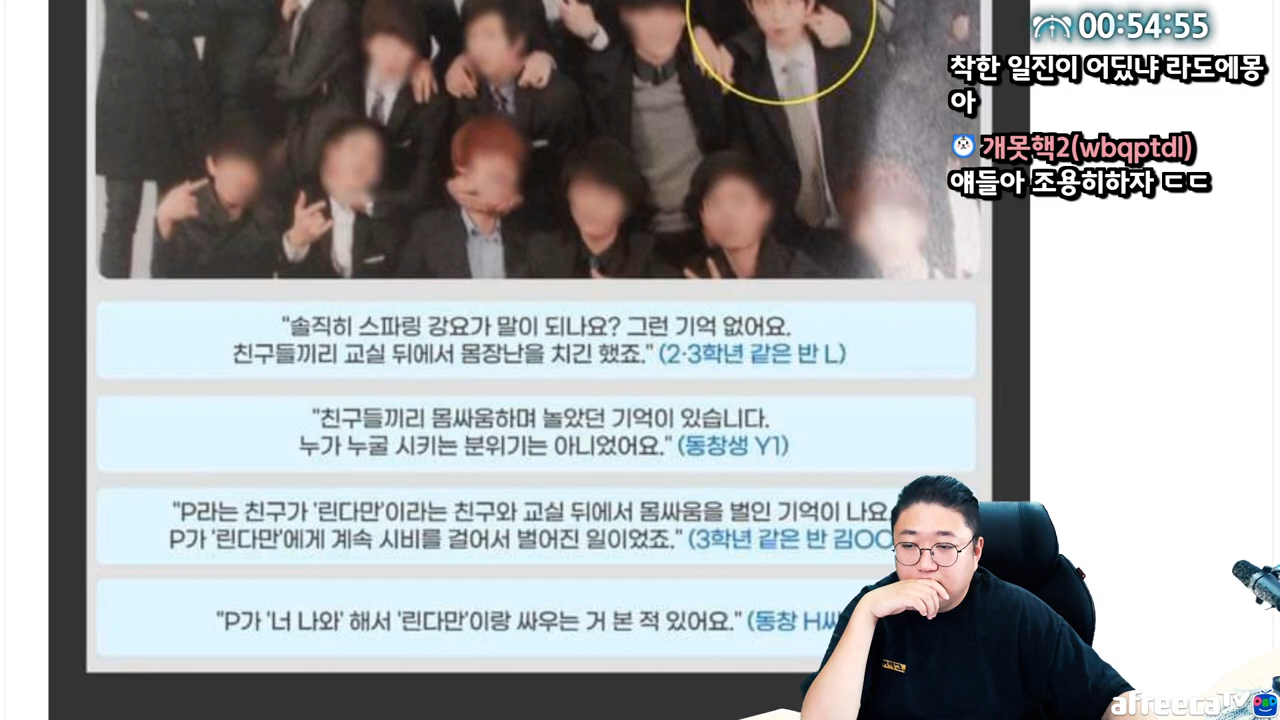 00:54:55
착한 일진이 어딨냐 라도에몽
아
개못핵2(wbqptdl)
얘들아 조용히하자 ㄷㄷ
"솔직히 스파링 강요가 말이 되나요? 그런 기억 없어요.
친구들끼리 교실 뒤에서 몸장난을 치긴 했죠." (2·3학년 같은 반 L)
"친구들끼리 몸싸움하며 놀았던 기억이 있습니다.
누가 누굴 시키는 분위기는 아니었어요." (동창생 Y1)
"P라는 친구가 '린다만'이라는 친구와 교실 뒤에서 몸싸움을 벌인 기억이 나요
P가 '린다만'에게 계속 시비를 걸어서 벌어진 일이었죠." (3학년 같은 반 김OO
"P가 '너 나와' 해서 '린다만'이랑 싸우는 거 본 적 있어요." (동창 H씨
afreecaTV